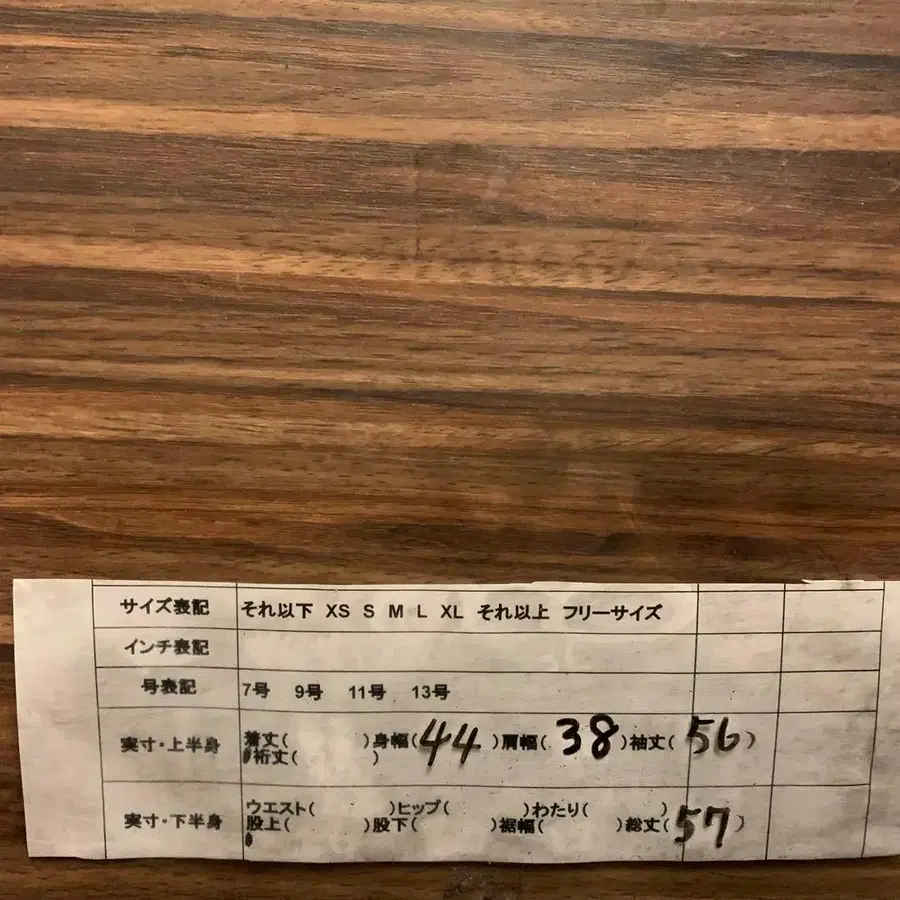 サイズ表記 それ以下 XS S M L XL それ以上 フリーサイズ
インチ表記
号表記 7号 9号 11号 13号
実寸・上半身 着丈( )身幅(44)肩幅(38)袖丈(56)
裄丈( )
実寸・下半身 ウエスト( )ヒップ( )わたり( )
股上( )股下( )裾幅( )総丈(57)